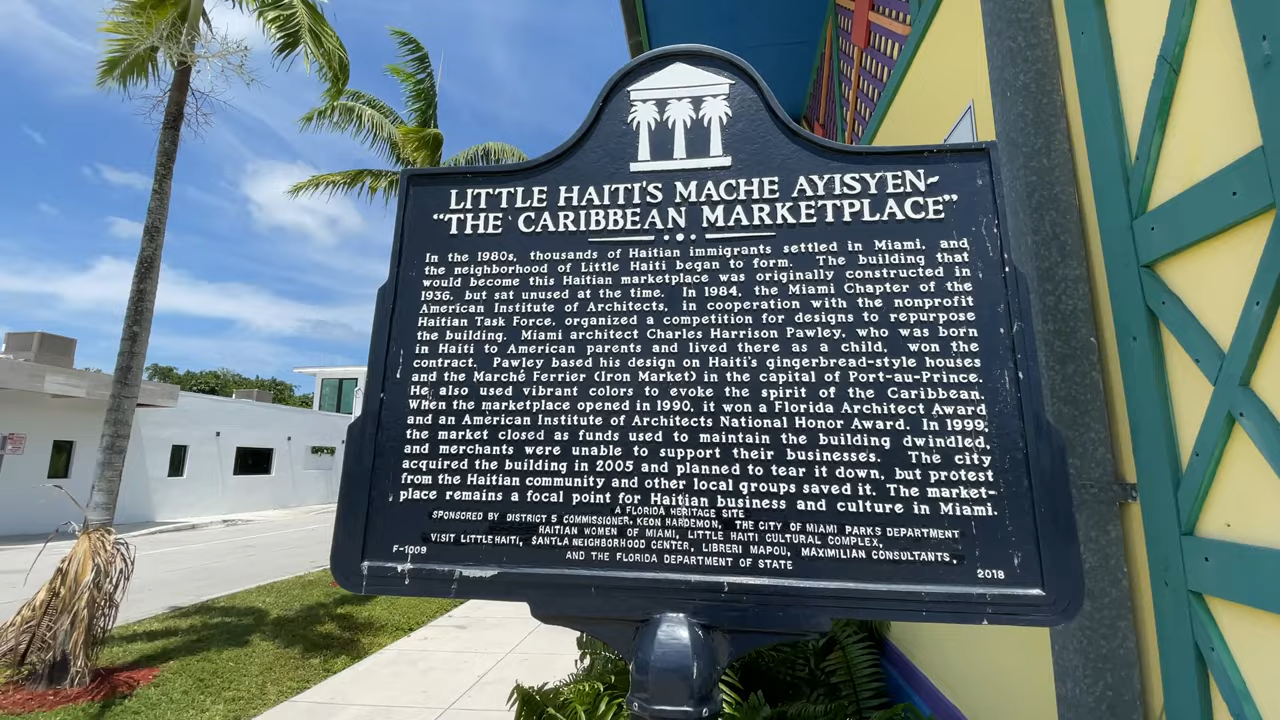 LITTLE HAITI'S MACHE AYISYEN-
"THE CARIBBEAN MARKETPLACE"
In the 1980s, thousands of Haitian immigrants settled in Miami, and
the neighborhood of Little Haiti began to form. The building that
would become this Haitian marketplace was originally constructed in
1936, but sat unused at the time. In 1984, the Miami Chapter of the
American Institute of Architects, in cooperation with the nonprofit
Haitian Task Force, organized a competition for designs to repurpose
the building. Miami architect Charles Harrison Pawley, who was born
in Haiti to American parents and lived there as a child, won the
contract. Pawley based his design on Haiti's gingerbread-style houses
and the Marché Ferrier (Iron Market) in the capital of Port-au-Prince.
He also used vibrant colors to evoke the spirit of the Caribbean.
When the marketplace opened in 1990, it won a Florida Architect Award
and an American Institute of Architects National Honor Award. In 1999,
the market closed as funds used to maintain the building dwindled,
and merchants were unable to support their businesses. The city
acquired the building in 2005 and planned to tear it down, but protest
from the Haitian community and other local groups saved it. The market-
place remains a focal point for Haitian business and culture in Miami.
A FLORIDA HERITAGE SITE
SPONSORED BY DISTRICT 5 COMMISSIONER, KEON HARDEMON, THE CITY OF MIAMI PARKS DEPARTMENT
HAITIAN WOMEN OF MIAMI, LITTLE HAITI CULTURAL COMPLEX,
VISIT LITTLE HAITI, SANTLA NEIGHBORHOOD CENTER, LIBRERI MAPOU, MAXIMILIAN CONSULTANTS,
AND THE FLORIDA DEPARTMENT OF STATE
F-1009
2018